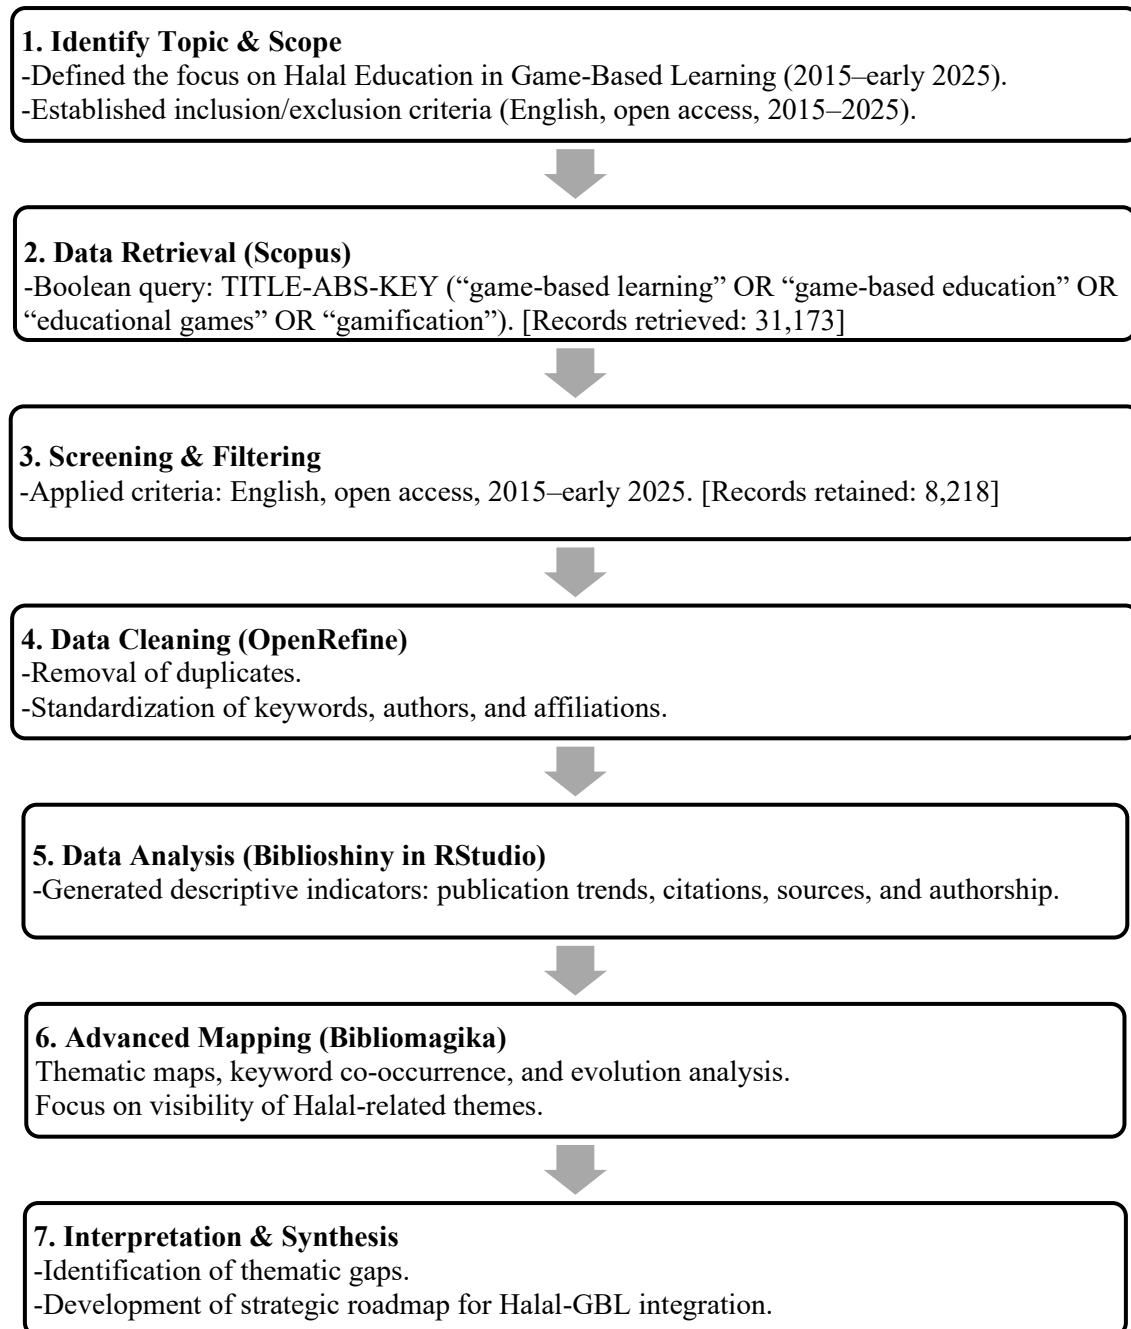 1. Identify Topic & Scope
-Defined the focus on Halal Education in Game-Based Learning (2015–early 2025).
-Established inclusion/exclusion criteria (English, open access, 2015–2025).
2. Data Retrieval (Scopus)
-Boolean query: TITLE-ABS-KEY (“game-based learning” OR “game-based education” OR
“educational games” OR “gamification”). [Records retrieved: 31,173]
3. Screening & Filtering
-Applied criteria: English, open access, 2015–early 2025. [Records retained: 8,218]
4. Data Cleaning (OpenRefine)
-Removal of duplicates.
-Standardization of keywords, authors, and affiliations.
5. Data Analysis (Biblioshiny in RStudio)
-Generated descriptive indicators: publication trends, citations, sources, and authorship.
6. Advanced Mapping (Bibliomagika)
Thematic maps, keyword co-occurrence, and evolution analysis.
Focus on visibility of Halal-related themes.
7. Interpretation & Synthesis
-Identification of thematic gaps.
-Development of strategic roadmap for Halal-GBL integration.